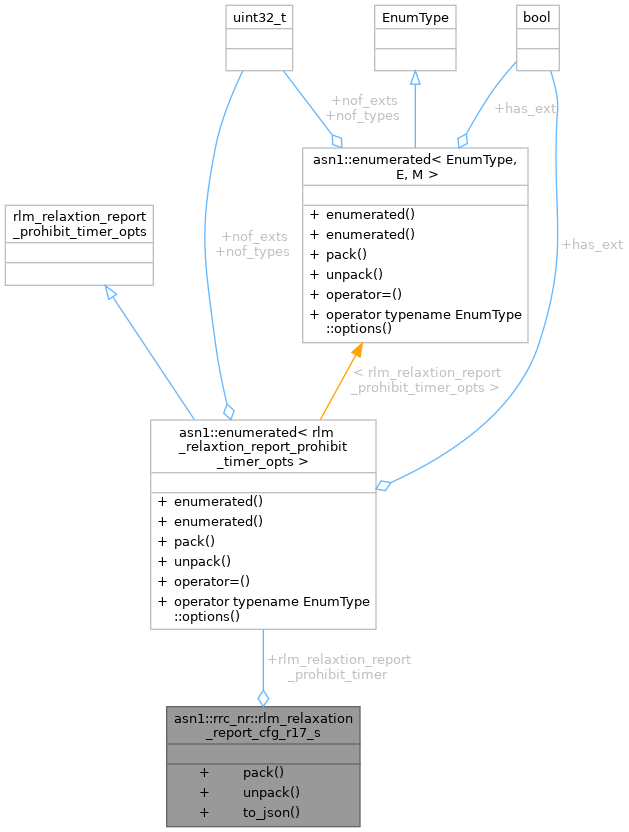 uint32_t
EnumType
bool
+nof_exts
+nof_types
+has_ext
asn1::enumerated< EnumType,
E, M >
+ enumerated()
+ enumerated()
+ pack()
+ unpack()
+ operator=()
+ operator typename EnumType
::options()
rlm_relaxtion_report
_prohibit_timer_opts
+nof_exts
+nof_types
+has_ext
< rlm_relaxtion_report
_prohibit_timer_opts >
asn1::enumerated< rlm
_relaxtion_report_prohibit
_timer_opts >
+ enumerated()
+ enumerated()
+ pack()
+ unpack()
+ operator=()
+ operator typename EnumType
::options()
+rlm_relaxtion_report
_prohibit_timer
asn1::rrc_nr::rlm_relaxation
_report_cfg_r17_s
+ pack()
+ unpack()
+ to_json()